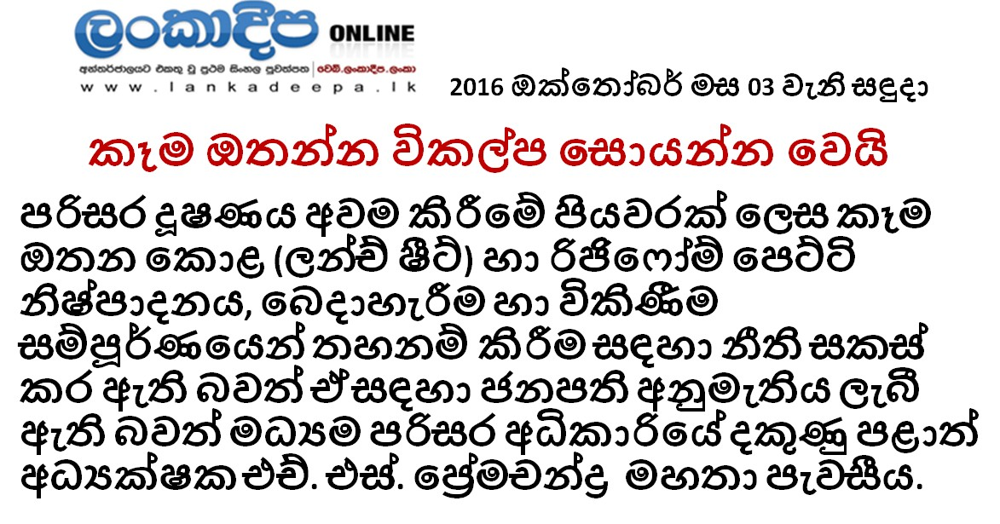 ලංකාදීප ONLINE
අන්තර්ජාලයට එකතු වූ ප්‍රථම සිංහල පුවත්පත | වෙබ්.ලංකාදීප.ලංකා
www.lankadeepa.lk
2016 ඔක්තෝබර් මස 03 වැනි සඳුදා
කෑම ඔතන්න විකල්ප සොයන්න වෙයි
පරිසර දූෂණය අවම කිරීමේ පියවරක් ලෙස කෑම
ඔතන කොළ (ලන්ච් ෂීට්) හා රිජිෆෝම් පෙට්ටි
නිෂ්පාදනය, බෙදාහැරීම හා විකිණීම
සම්පූර්ණයෙන් තහනම් කිරීම සඳහා නීති සකස්
කර ඇති බවත් ඒ සඳහා ජනපති අනුමැතිය ලැබී
ඇති බවත් මධ්‍යම පරිසර අධිකාරියේ දකුණු පළාත්
අධ්‍යක්ෂක එච්. එස්. ප්‍රේමචන්ද්‍ර මහතා පැවසීය.